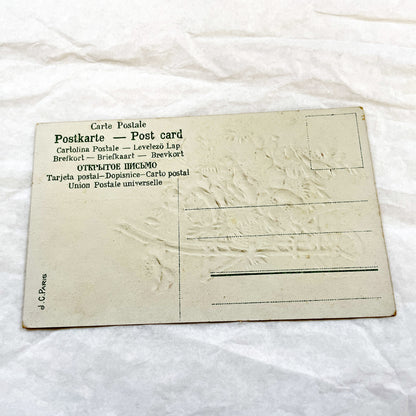 Carte Postale
Postkarte — Post card
Cartolina Postale — Levelező Lap
Brefkort — Briefkaart — Brevkort
ОТКРЫТОЕ ПИСЬМО
Tarjeta postal—Dopisnice—Carto postal
Union Postale universelle
J.C. PARIS